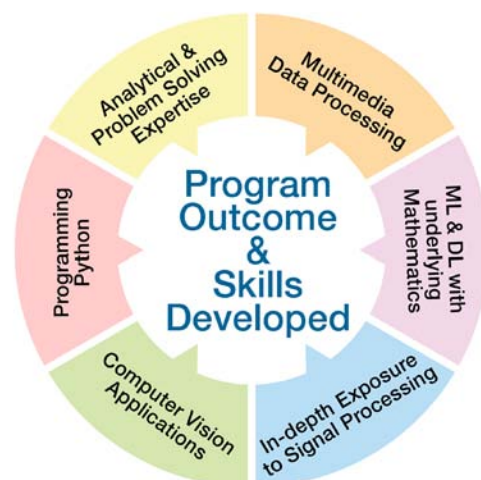 Program
Outcome
&
Skills
Developed
Analytical &
Problem Solving
Expertise
Multimedia
Data Processing
ML & DL with
underlying
Mathematics
In-depth Exposure
to Signal Processing
Computer Vision
Applications
Programming
Python